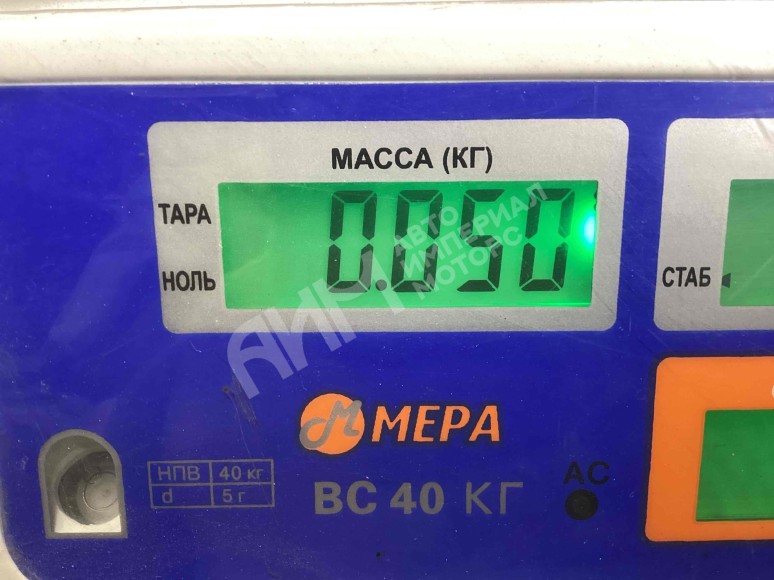 МАССА (КГ)
ТАРА
0.050
НОЛЬ
СТАБ
АИМ АВТО ИМПЕРИАЛ МОТОРС
М МЕРА
НПВ 40 кг
d 5 г
ВС 40 КГ
АС